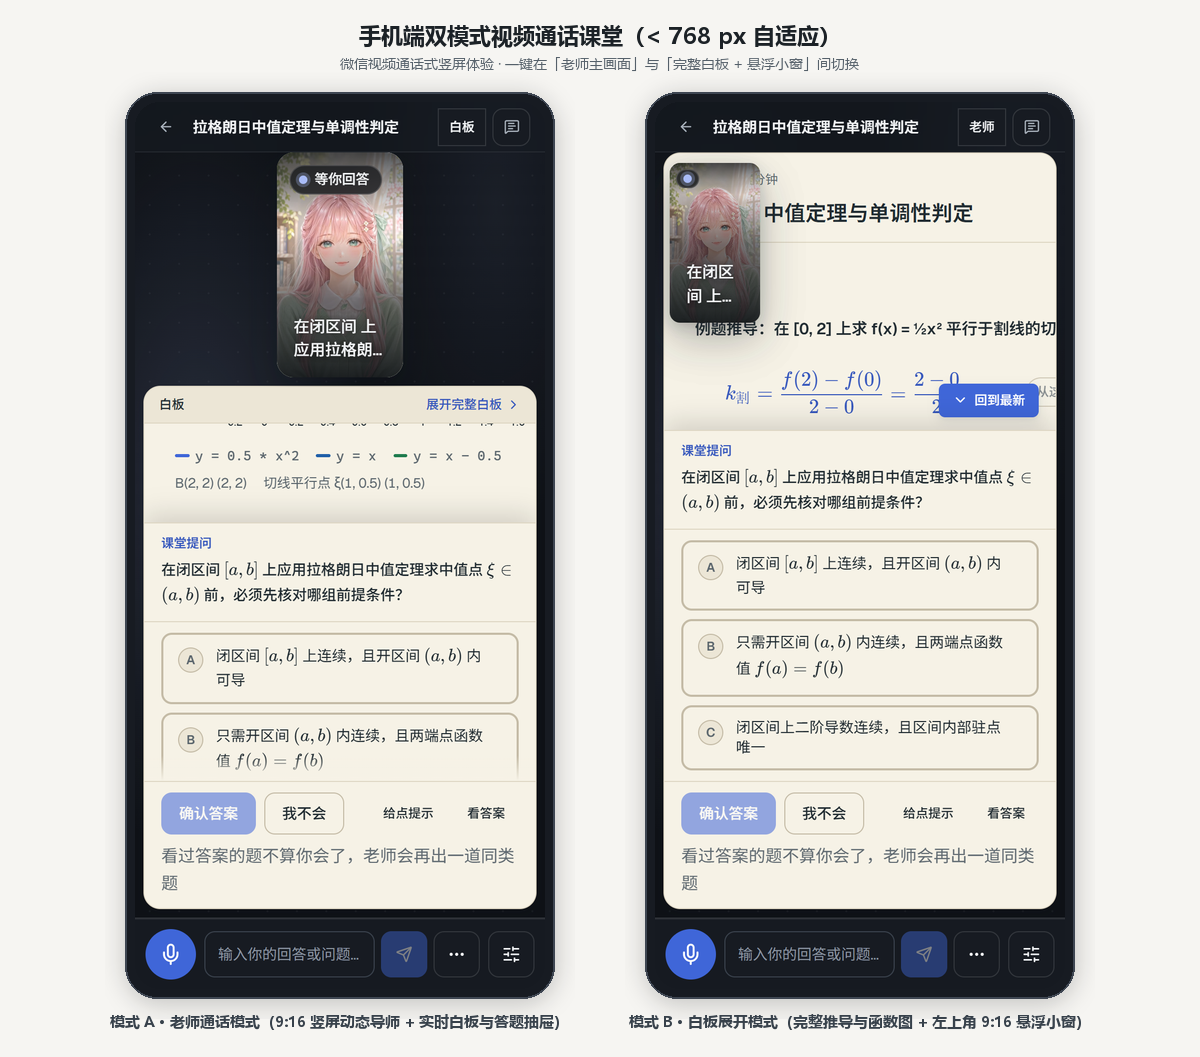 手机端双模式视频通话课堂（< 768 px 自适应）
微信视频通话式竖屏体验 · 一键在「老师主画面」与「完整白板 + 悬浮小窗」间切换
拉格朗日中值定理与单调性判定
白板
等你回答
在闭区间 上
应用拉格朗...
白板
展开完整白板
y = 0.5 * x^2
y = x
y = x − 0.5
B(2, 2) (2, 2)
切线平行点 ξ(1, 0.5) (1, 0.5)
课堂提问
在闭区间 [a, b] 上应用拉格朗日中值定理求中值点 ξ ∈
(a, b) 前，必须先核对哪组前提条件？
A
闭区间 [a, b] 上连续，且开区间 (a, b) 内
可导
B
只需开区间 (a, b) 内连续，且两端点函数
值 f(a) = f(b)
确认答案
我不会
给点提示
看答案
看过答案的题不算你会了，老师会再出一道同类
题
输入你的回答或问题...
模式 A · 老师通话模式（9:16 竖屏动态导师 + 实时白板与答题抽屉）
拉格朗日中值定理与单调性判定
老师
分钟
中值定理与单调性判定
在闭区
间 上...
例题推导：在 [0, 2] 上求 f(x) = ½x² 平行于割线的切
k割 = f(2) − f(0) / 2 − 0 = 2 − 0 / 2
回到最新
课堂提问
在闭区间 [a, b] 上应用拉格朗日中值定理求中值点 ξ ∈
(a, b) 前，必须先核对哪组前提条件？
A
闭区间 [a, b] 上连续，且开区间 (a, b) 内
可导
B
只需开区间 (a, b) 内连续，且两端点函数
值 f(a) = f(b)
C
闭区间上二阶导数连续，且区间内部驻点
唯一
确认答案
我不会
给点提示
看答案
看过答案的题不算你会了，老师会再出一道同类
题
输入你的回答或问题...
模式 B · 白板展开模式（完整推导与函数图 + 左上角 9:16 悬浮小窗）